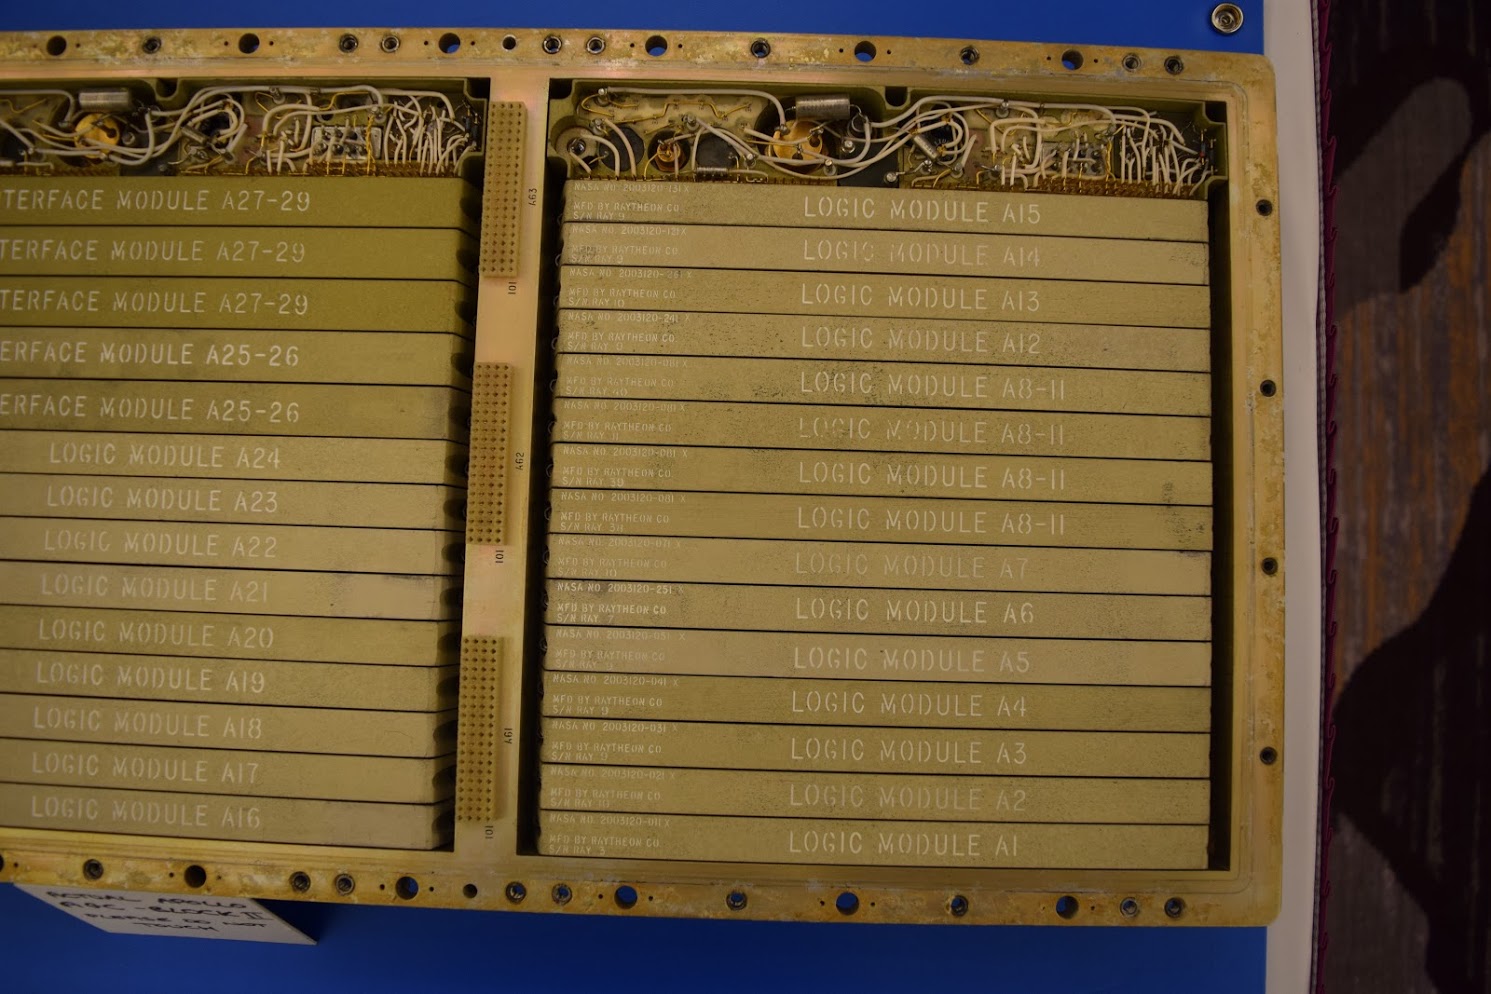 TERFACE MODULE A27-29
TERFACE MODULE A27-29
TERFACE MODULE A27-29
ERFACE MODULE A25-26
ERFACE MODULE A25-26
LOGIC MODULE A24
LOGIC MODULE A23
LOGIC MODULE A22
LOGIC MODULE A21
LOGIC MODULE A20
LOGIC MODULE A19
LOGIC MODULE A18
LOGIC MODULE A17
LOGIC MODULE A16
A63
101
A62
101
A61
101
NASA NO. 2003120-131 X
MFD BY RAYTHEON CO
S/N RAY 9
LOGIC MODULE A15
NASA NO. 2003120-121 X
MFD BY RAYTHEON CO
S/N RAY 9
LOGIC MODULE A14
NASA NO. 2003120- X
MFD BY RAYTHEON CO
S/N RAY 10
LOGIC MODULE A13
NASA NO. 2003120-241 X
MFD BY RAYTHEON CO
S/N RAY
LOGIC MODULE A12
NASA NO. 2003120-081 X
MFD BY RAYTHEON CO
S/N RAY 40
LOGIC MODULE A8-11
NASA NO. 2003120-081 X
MFD BY RAYTHEON CO
S/N RAY
LOGIC MODULE A8-11
NASA NO. 2003120-081 X
MFD BY RAYTHEON CO
S/N RAY 39
LOGIC MODULE A8-11
NASA NO. 2003120-081 X
MFD BY RAYTHEON CO
S/N RAY
LOGIC MODULE A8-11
NASA NO. 2003120-071 X
MFD BY RAYTHEON CO
S/N RAY 10
LOGIC MODULE A7
NASA NO. 2003120-251 X
MFD BY RAYTHEON CO
S/N RAY 7
LOGIC MODULE A6
NASA NO. 2003120-051 X
MFD BY RAYTHEON CO
S/N RAY 9
LOGIC MODULE A5
NASA NO. 2003120-041 X
MFD BY RAYTHEON CO
S/N RAY 9
LOGIC MODULE A4
NASA NO. 2003120-031 X
MFD BY RAYTHEON CO
S/N RAY 9
LOGIC MODULE A3
NASA NO. 2003120-021 X
MFD BY RAYTHEON CO
S/N RAY 10
LOGIC MODULE A2
NASA NO. 2003120-011 X
MFD BY RAYTHEON CO
S/N RAY 3
LOGIC MODULE A1
ACTUAL APOLLO
AGC - BLOCK II
PLEASE DO NOT
TOUCH